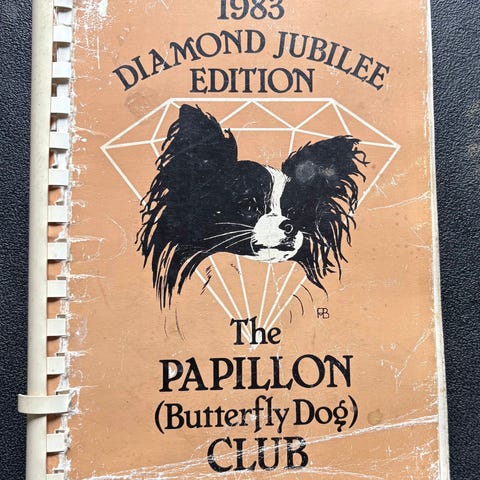 1983
DIAMOND JUBILEE
EDITION
PB
The
PAPILLON
(Butterfly Dog)
CLUB